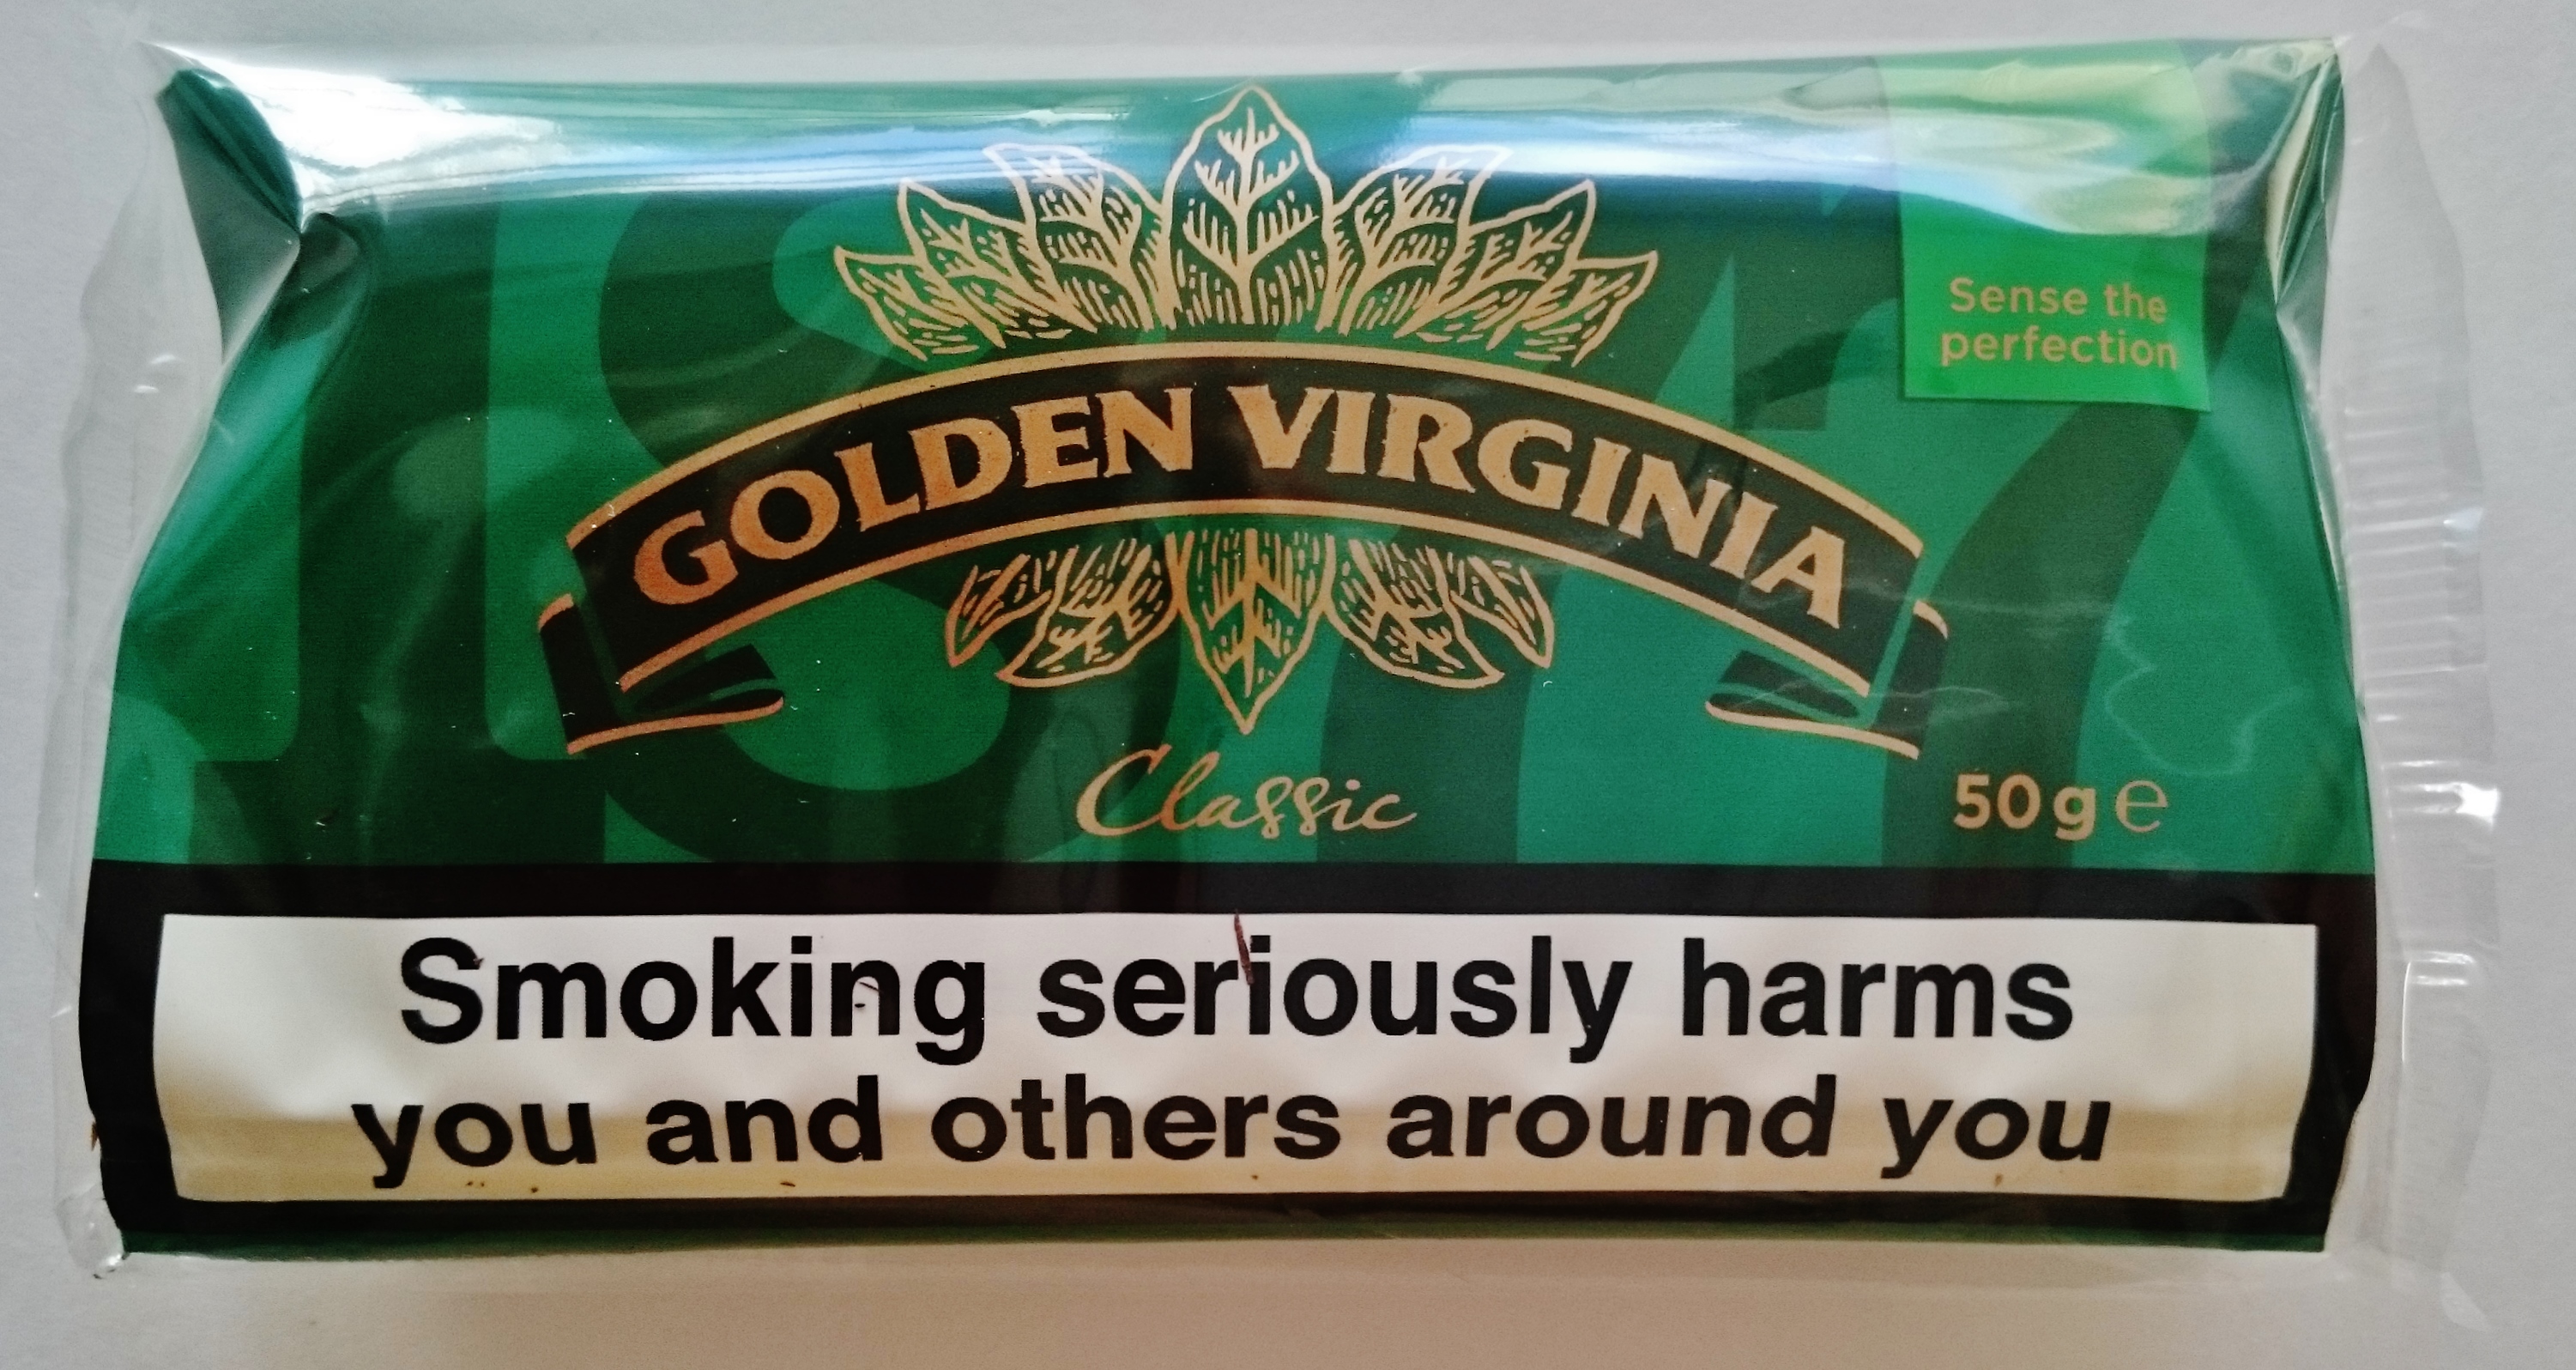 Sense the
perfection
GOLDEN VIRGINIA
Classic
50g e
Smoking seriously harms
you and others around you